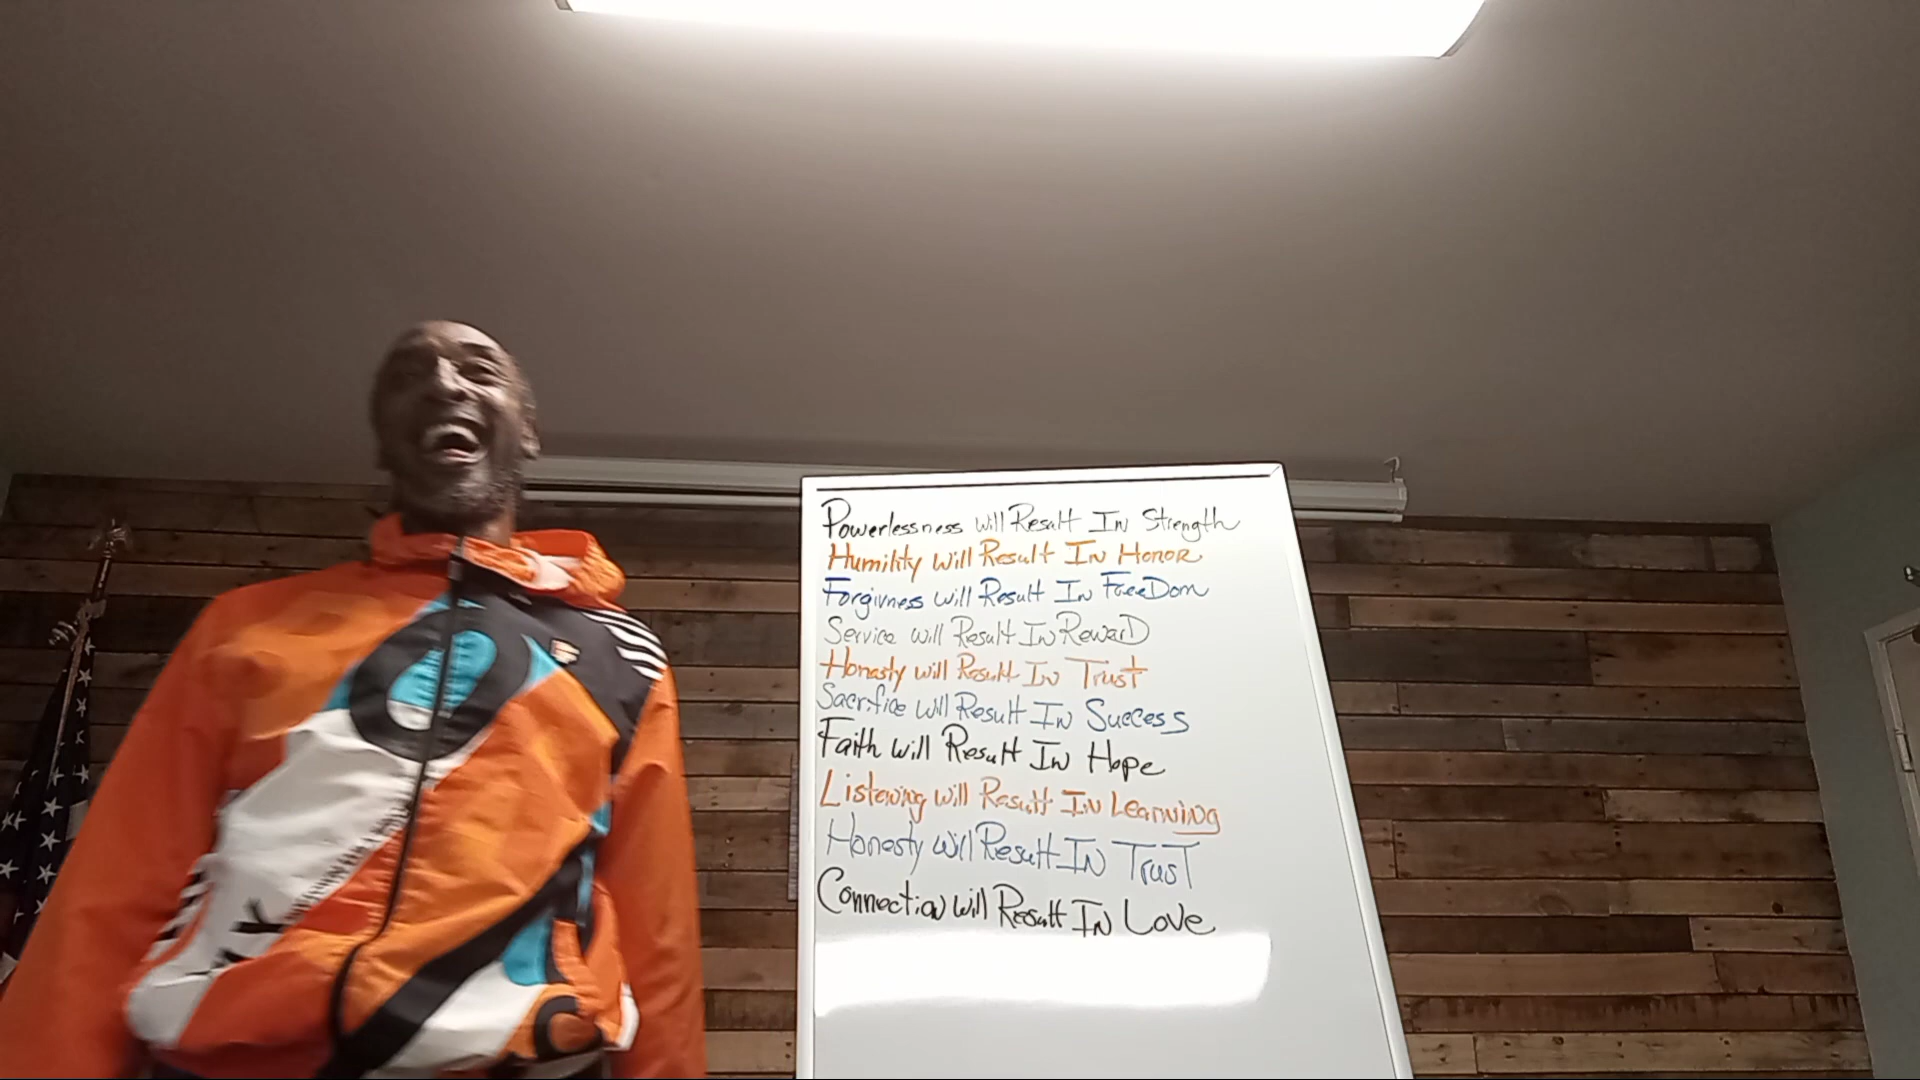 Powerlessness will Result In Strength
Humility will Result In Honor
Forgivness will Result In FreeDom
Service will Result In RewarD
Honesty will Result In Trust
Sacrifice will Result In Success
Faith will Result In Hope
Listening will Result In Learning
Honesty will Result In Trust
Connection will Result In Love